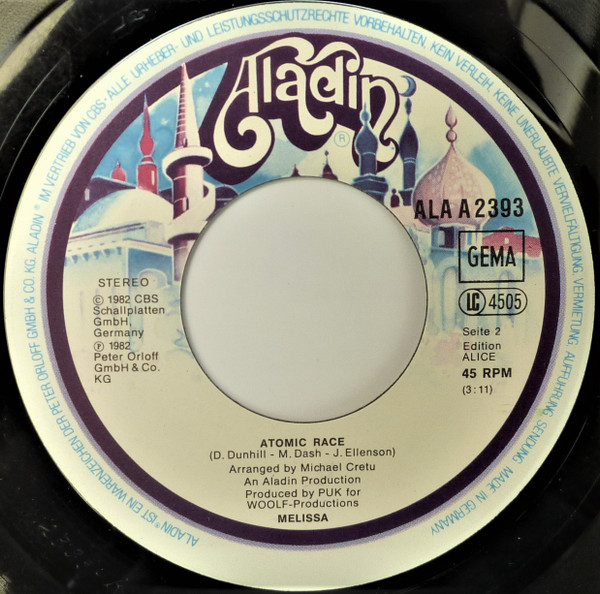 ALADIN® IST EIN WARENZEICHEN DER PETER ORLOFF GMBH & CO. KG. ALADIN® IM VERTRIEB VON CBS - ALLE URHEBER- UND LEISTUNGSSCHUTZRECHTE VORBEHALTEN. KEIN VERLEIH, KEINE UNERLAUBTE VERVIELFÄLTIGUNG, VERMIETUNG, AUFFÜHRUNG, SENDUNG. MADE IN GERMANY
Aladin
®
ALA A 2393
GEMA
LC 4505
Seite 2
Edition
ALICE
45 RPM
(3:11)
STEREO
© 1982 CBS
Schallplatten
GmbH,
Germany
℗ 1982
Peter Orloff
GmbH & Co.
KG
ATOMIC RACE
(D. Dunhill - M. Dash - J. Ellenson)
Arranged by Michael Cretu
An Aladin Production
Produced by PUK for
WOOLF-Productions
MELISSA